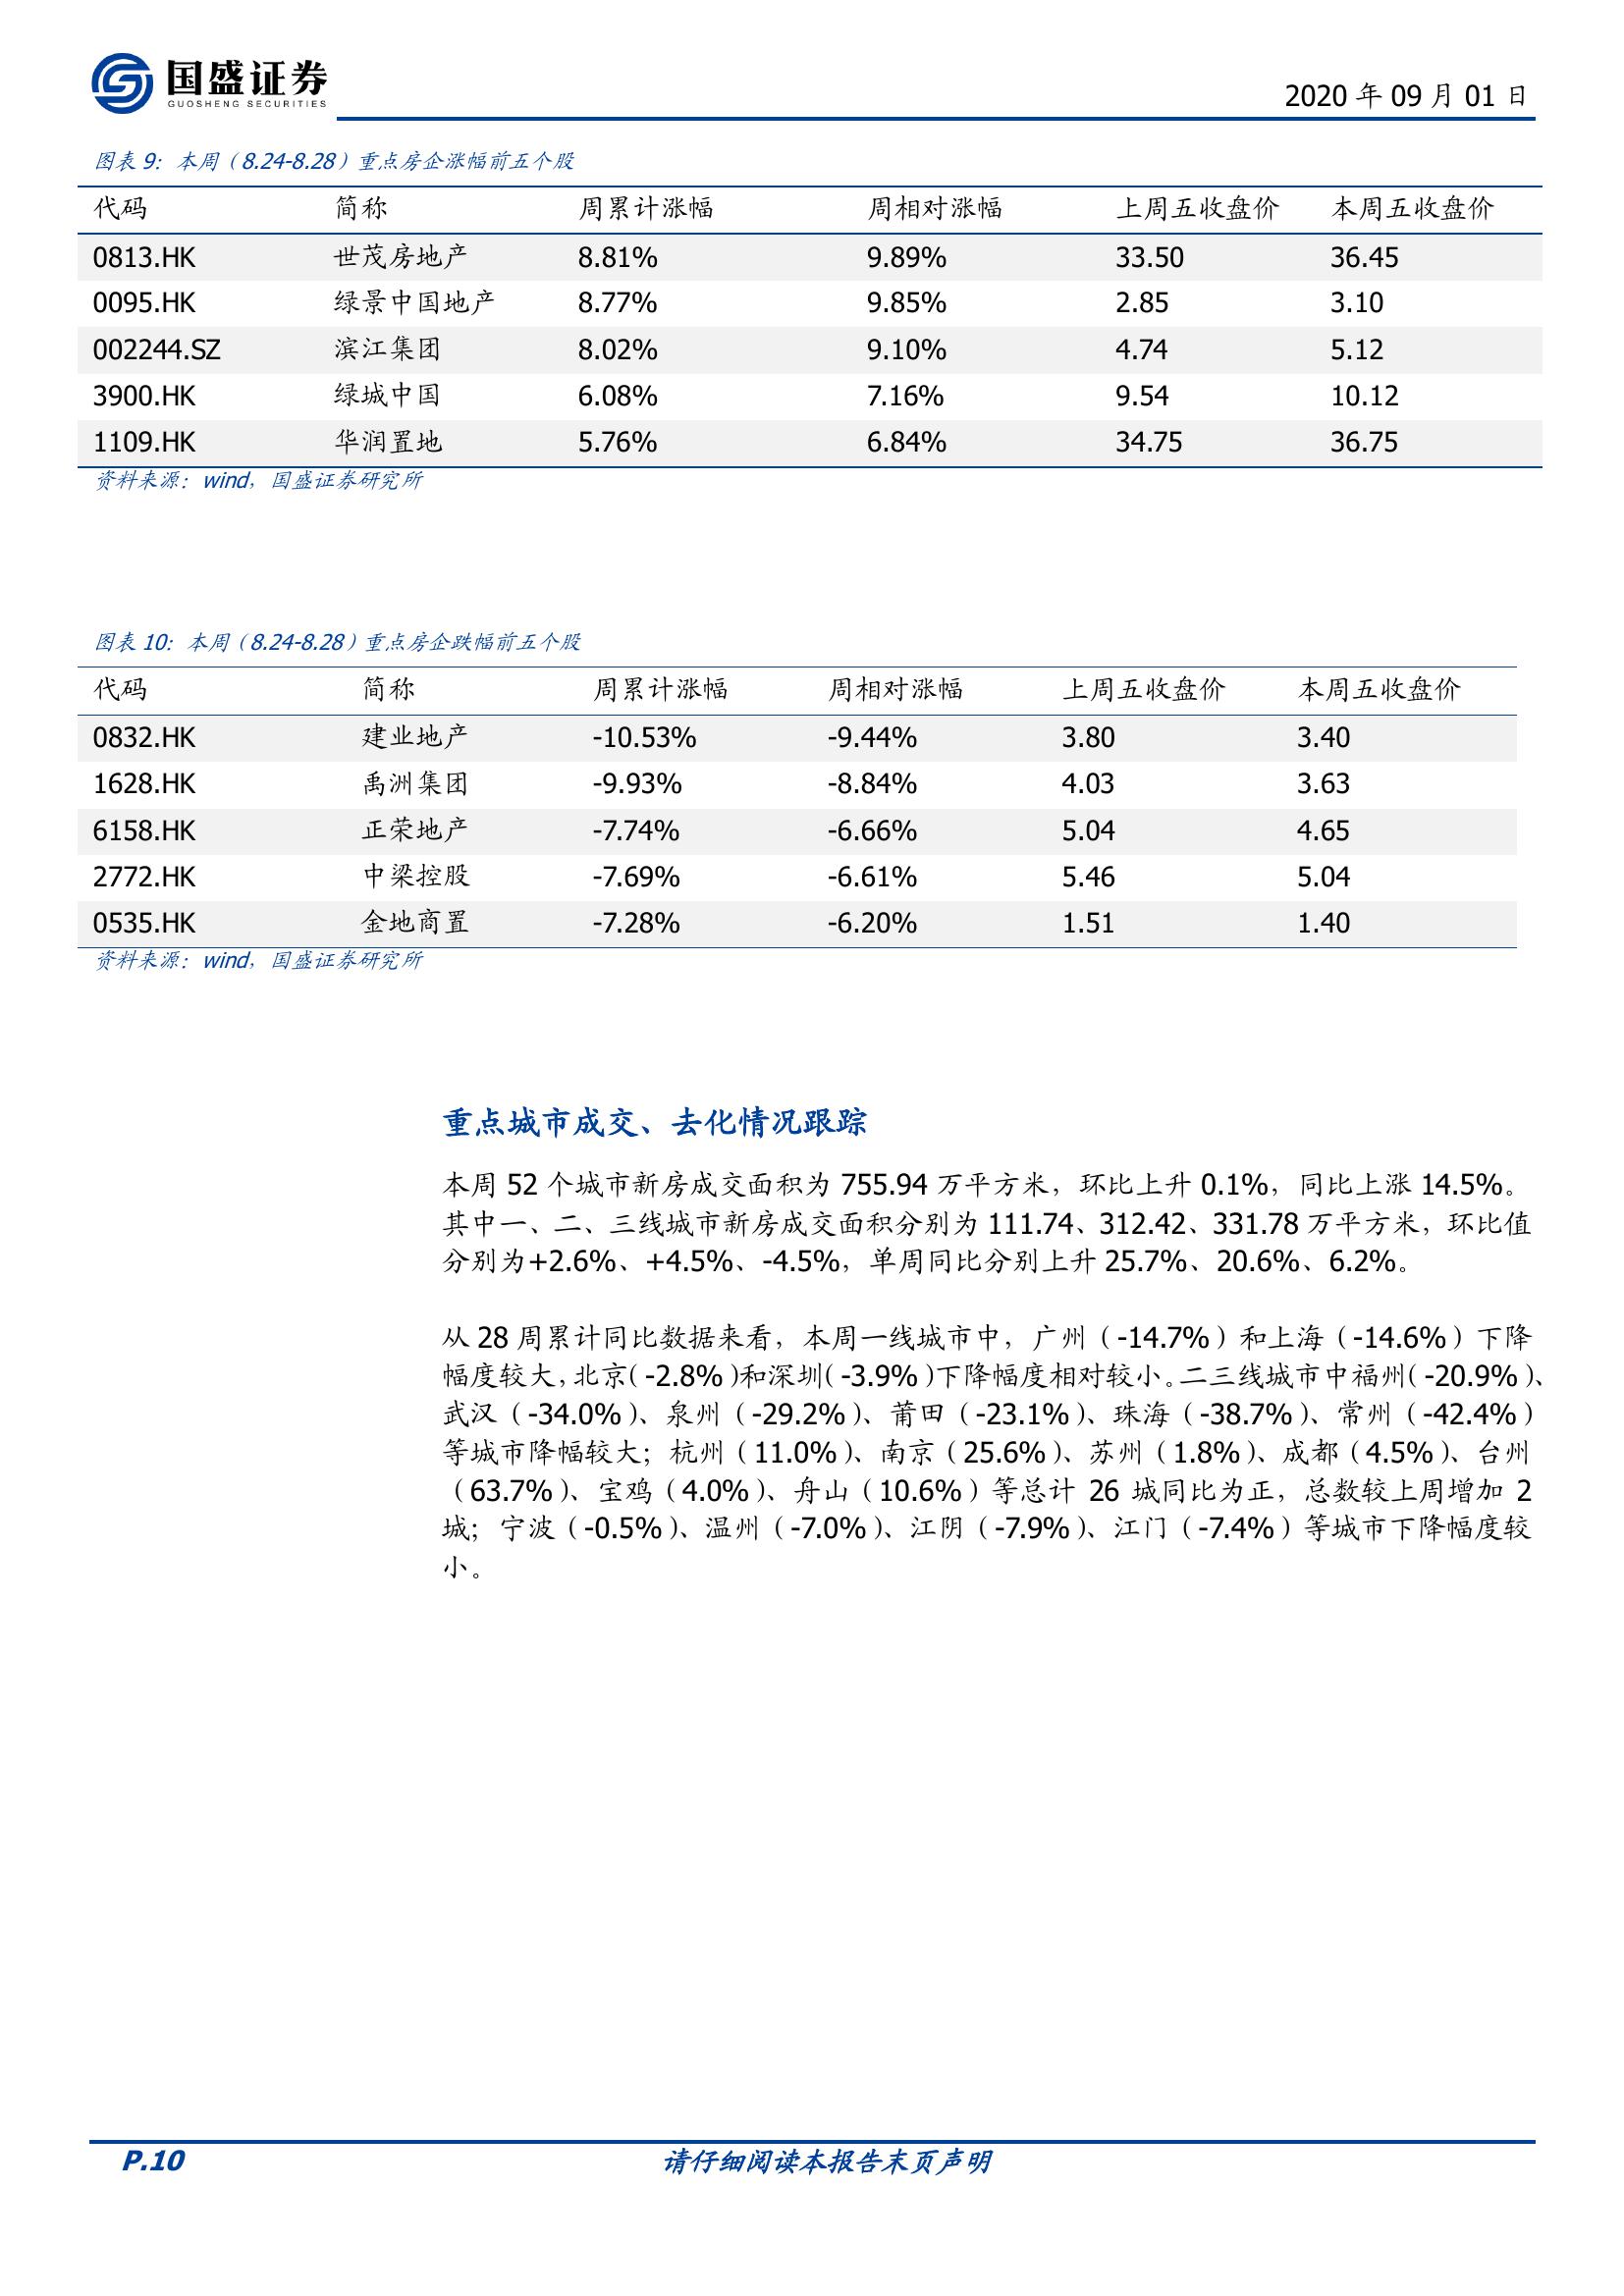 国盛证券
GUOSHENG SECURITIES
2020 年 09 月 01 日
图表 9：本周（8.24-8.28）重点房企涨幅前五个股
代码 简称 周累计涨幅 周相对涨幅 上周五收盘价 本周五收盘价
0813.HK 世茂房地产 8.81% 9.89% 33.50 36.45
0095.HK 绿景中国地产 8.77% 9.85% 2.85 3.10
002244.SZ 滨江集团 8.02% 9.10% 4.74 5.12
3900.HK 绿城中国 6.08% 7.16% 9.54 10.12
1109.HK 华润置地 5.76% 6.84% 34.75 36.75
资料来源：wind，国盛证券研究所
图表 10：本周（8.24-8.28）重点房企跌幅前五个股
代码 简称 周累计涨幅 周相对涨幅 上周五收盘价 本周五收盘价
0832.HK 建业地产 -10.53% -9.44% 3.80 3.40
1628.HK 禹洲集团 -9.93% -8.84% 4.03 3.63
6158.HK 正荣地产 -7.74% -6.66% 5.04 4.65
2772.HK 中梁控股 -7.69% -6.61% 5.46 5.04
0535.HK 金地商置 -7.28% -6.20% 1.51 1.40
资料来源：wind，国盛证券研究所
重点城市成交、去化情况跟踪
本周 52 个城市新房成交面积为 755.94 万平方米，环比上升 0.1%，同比上涨 14.5%。
其中一、二、三线城市新房成交面积分别为 111.74、312.42、331.78 万平方米，环比值
分别为+2.6%、+4.5%、-4.5%，单周同比分别上升 25.7%、20.6%、6.2%。
从 28 周累计同比数据来看，本周一线城市中，广州（-14.7%）和上海（-14.6%）下降
幅度较大，北京（-2.8%）和深圳（-3.9%）下降幅度相对较小。二三线城市中福州（-20.9%）、
武汉（-34.0%）、泉州（-29.2%）、莆田（-23.1%）、珠海（-38.7%）、常州（-42.4%）
等城市降幅较大；杭州（11.0%）、南京（25.6%）、苏州（1.8%）、成都（4.5%）、台州
（63.7%）、宝鸡（4.0%）、舟山（10.6%）等总计 26 城同比为正，总数较上周增加 2
城；宁波（-0.5%）、温州（-7.0%）、江阴（-7.9%）、江门（-7.4%）等城市下降幅度较
小。
P.10 请仔细阅读本报告末页声明